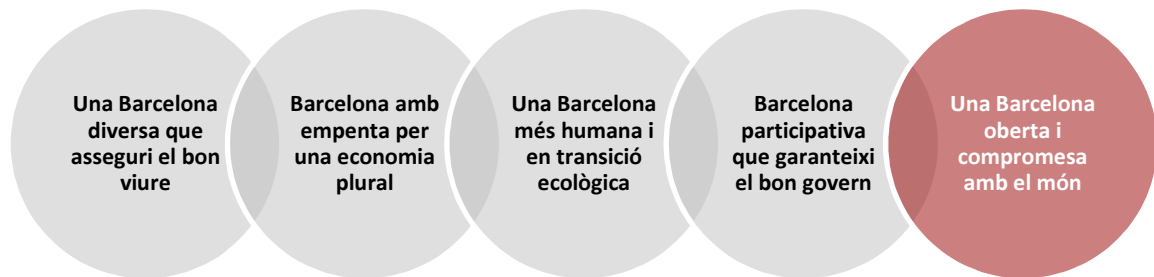 Una Barcelona
diversa que
asseguri el bon
viure
Barcelona amb
empenta per
una economia
plural
Una Barcelona
més humana i
en transició
ecològica
Barcelona
participativa
que garanteixi
el bon govern
Una Barcelona
oberta i
compromesa
amb el món